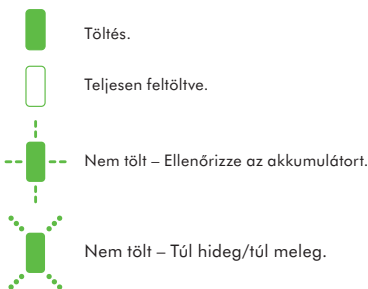 Töltés.
Teljesen feltöltve.
Nem tölt – Ellenőrizze az akkumulátort.
Nem tölt – Túl hideg/túl meleg.